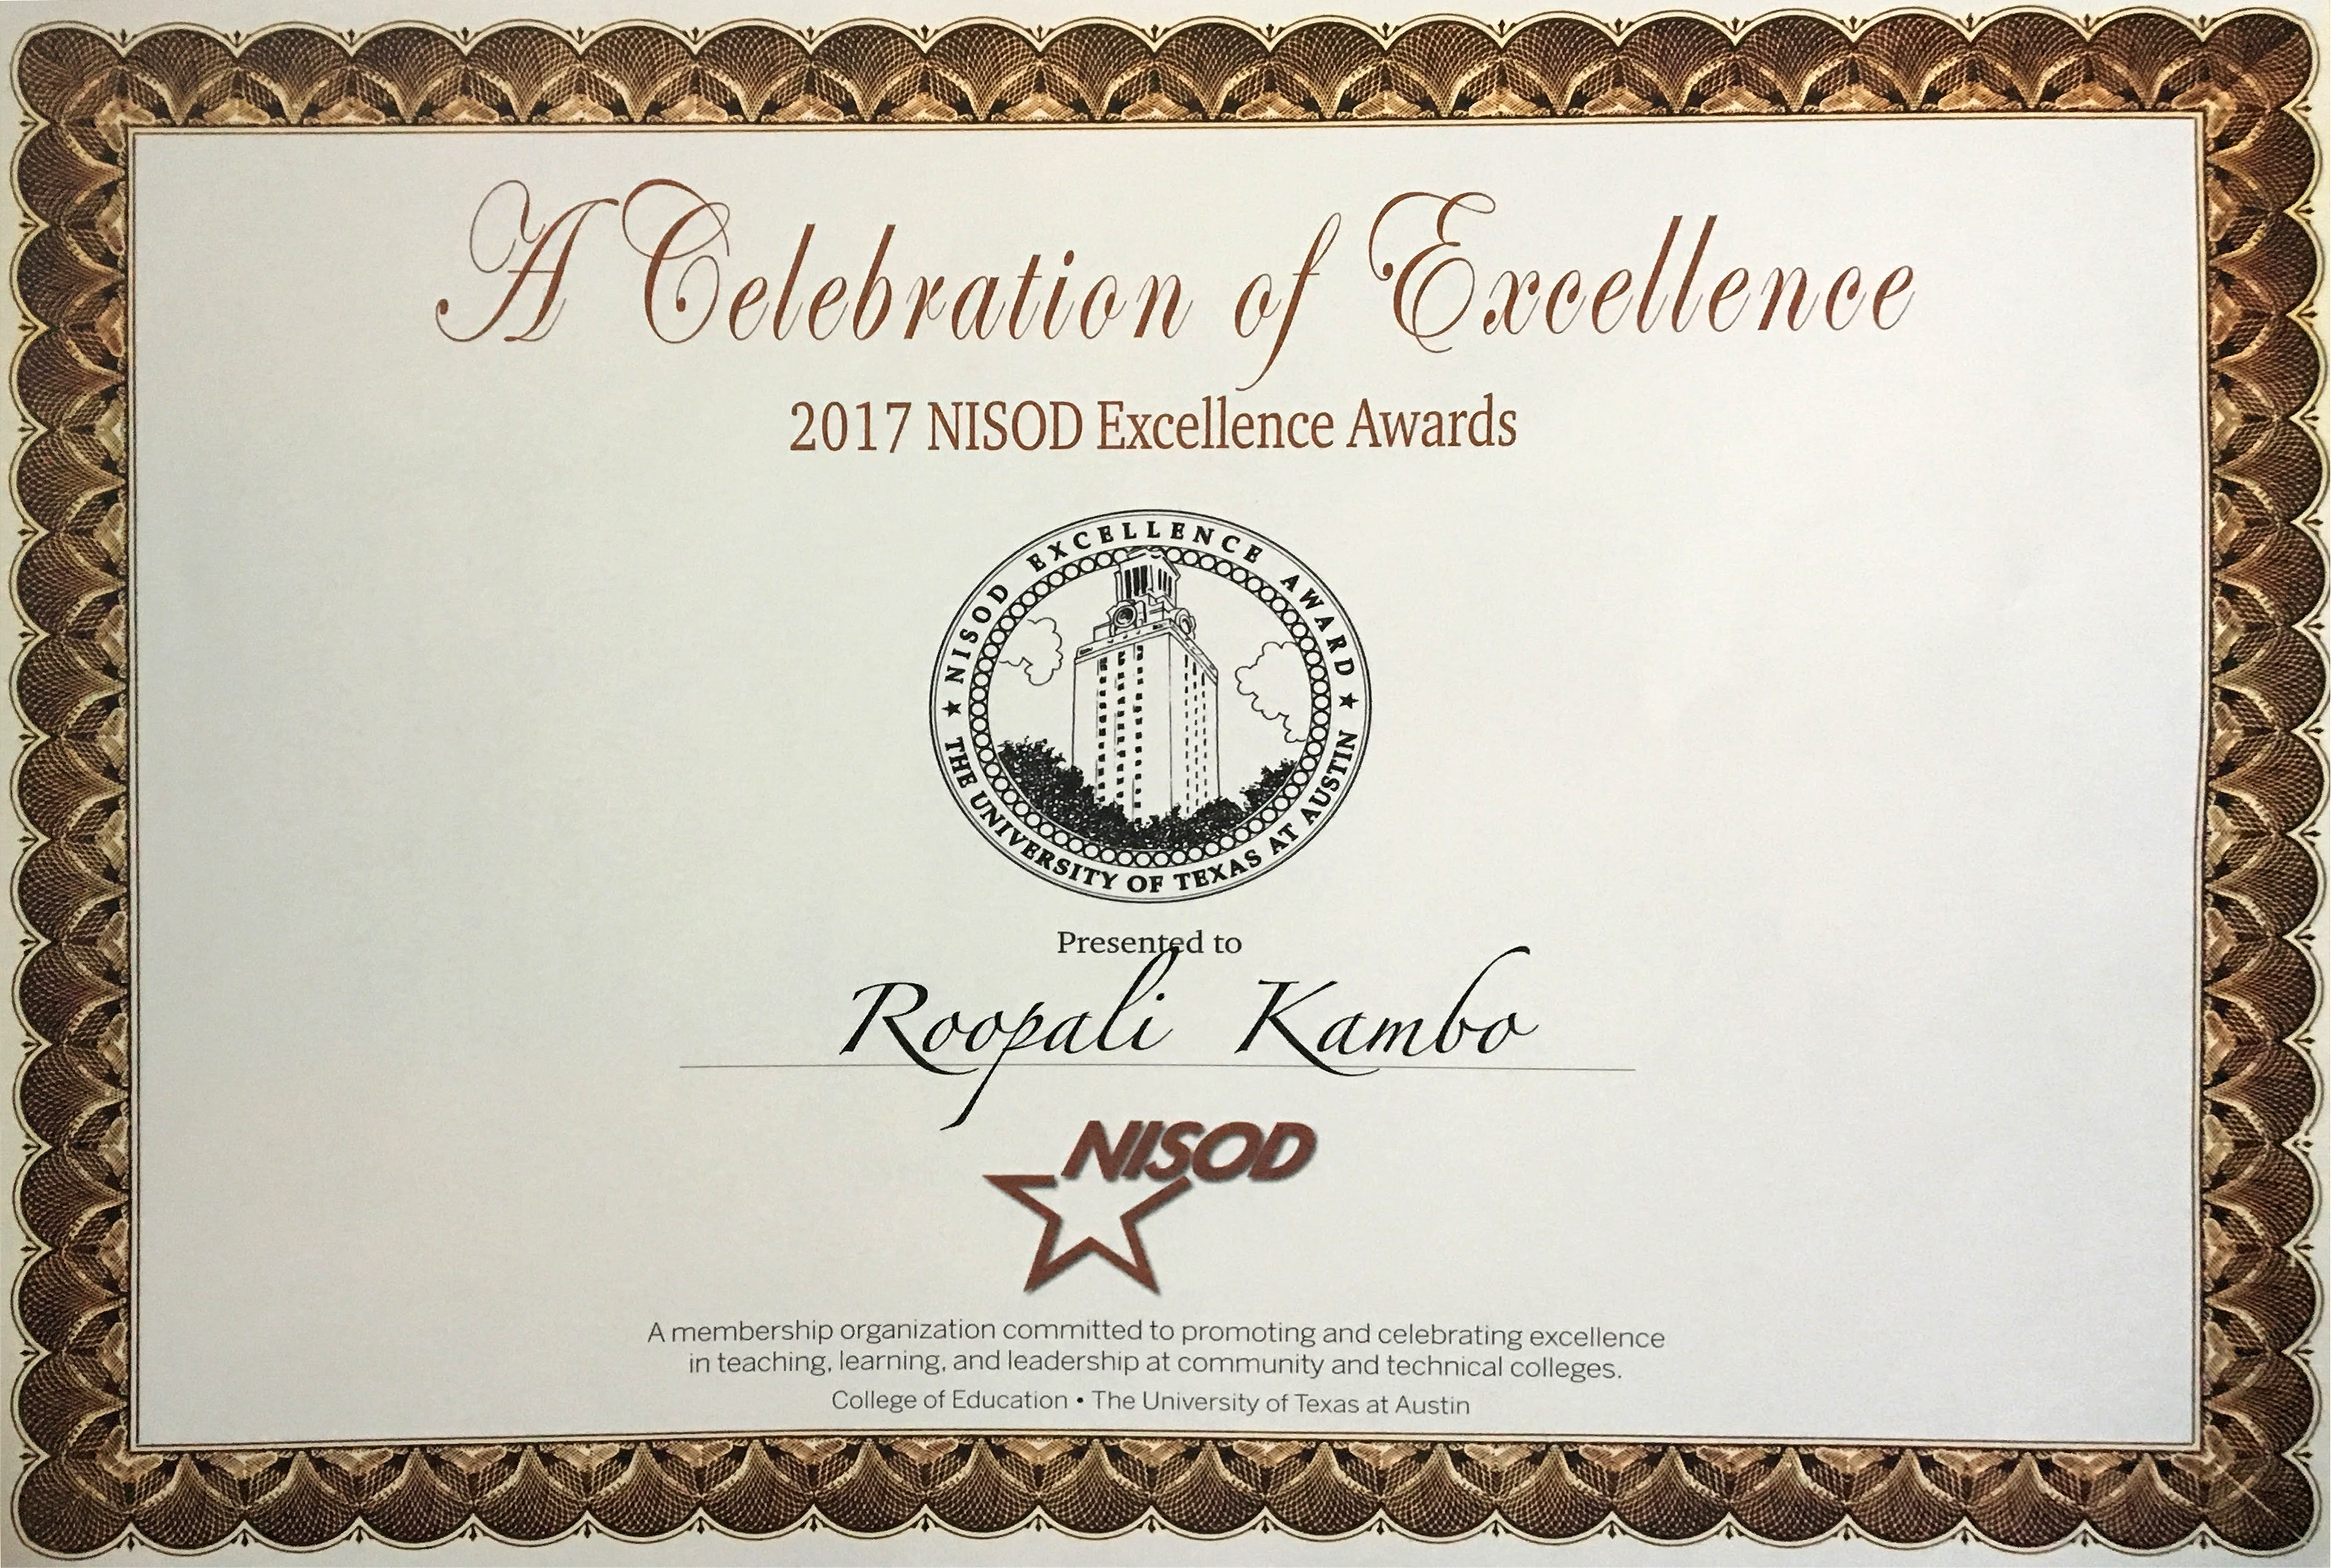 A Celebration of Excellence
2017 NISOD Excellence Awards
NISOD EXCELLENCE AWARD
★ THE UNIVERSITY OF TEXAS AT AUSTIN ★
Presented to
Roopali Kambo
NISOD
A membership organization committed to promoting and celebrating excellence
in teaching, learning, and leadership at community and technical colleges.
College of Education • The University of Texas at Austin